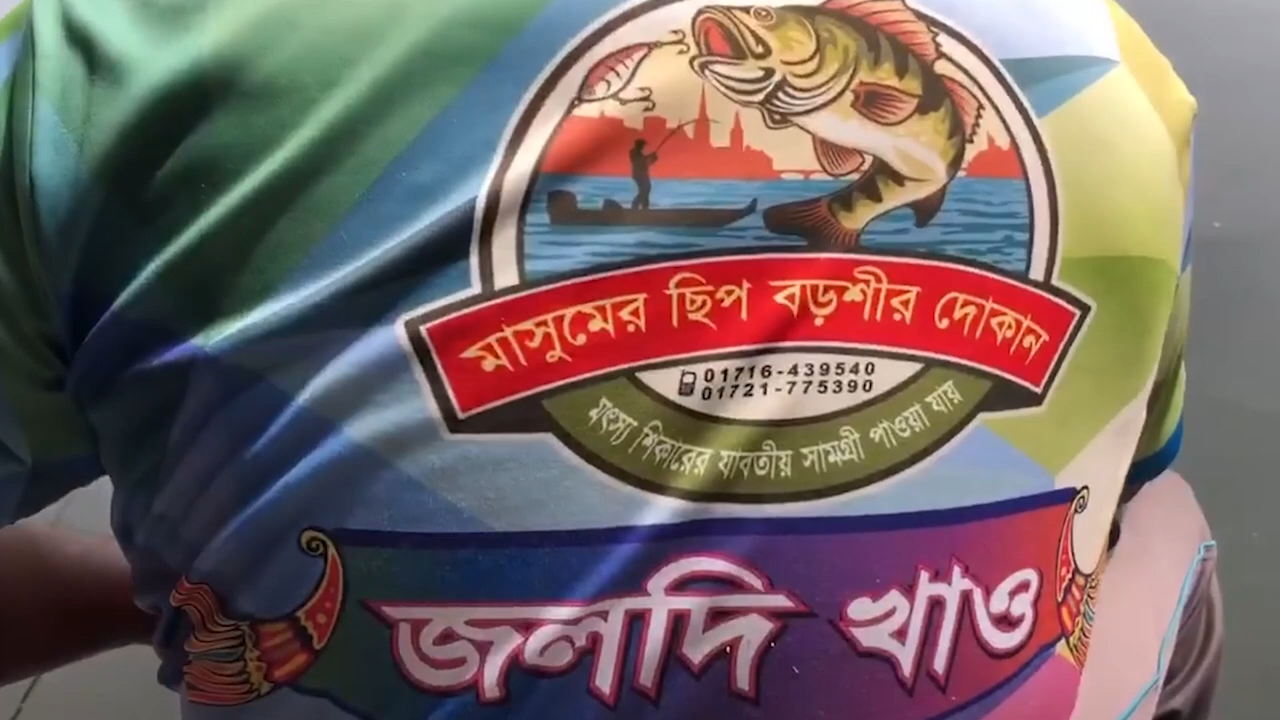 মাসুমের ছিপ বড়শীর দোকান
01716-439540
01721-775390
মৎস্য শিকারের যাবতীয় সামগ্রী পাওয়া যায়
জলদি খাও